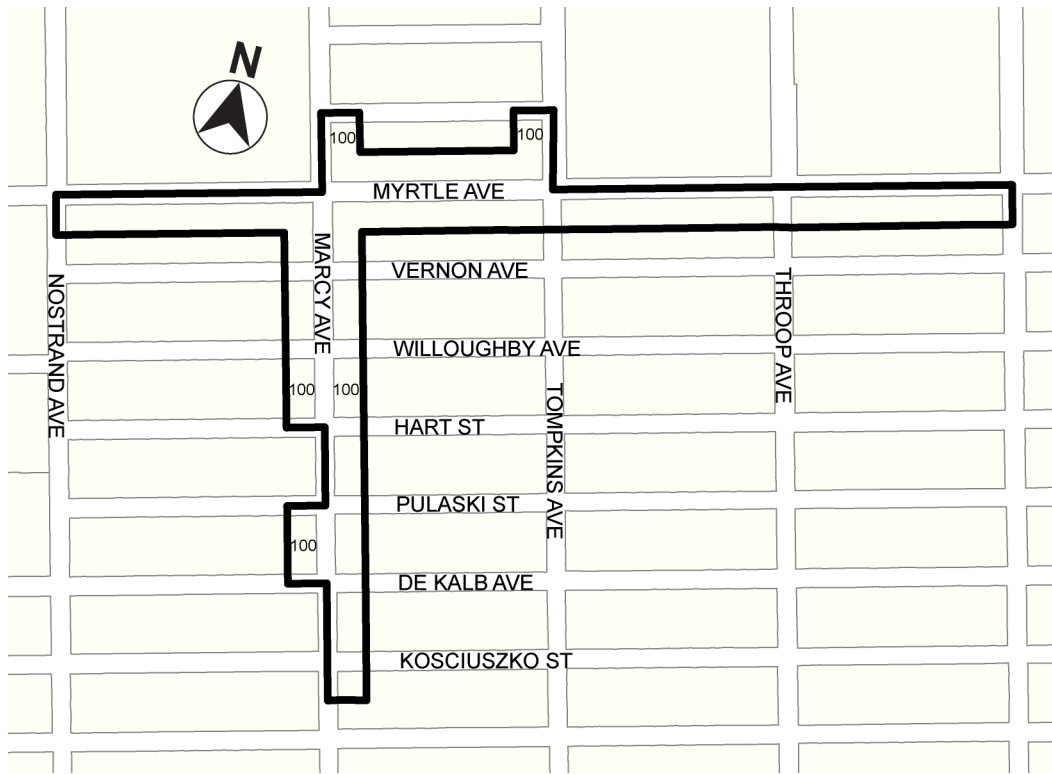 N
100
100
MYRTLE AVE
MARCY AVE
VERNON AVE
NOSTRAND AVE
THROOP AVE
WILLOUGHBY AVE
100
100
TOMPKINS AVE
HART ST
PULASKI ST
100
DE KALB AVE
KOSCIUSZKO ST